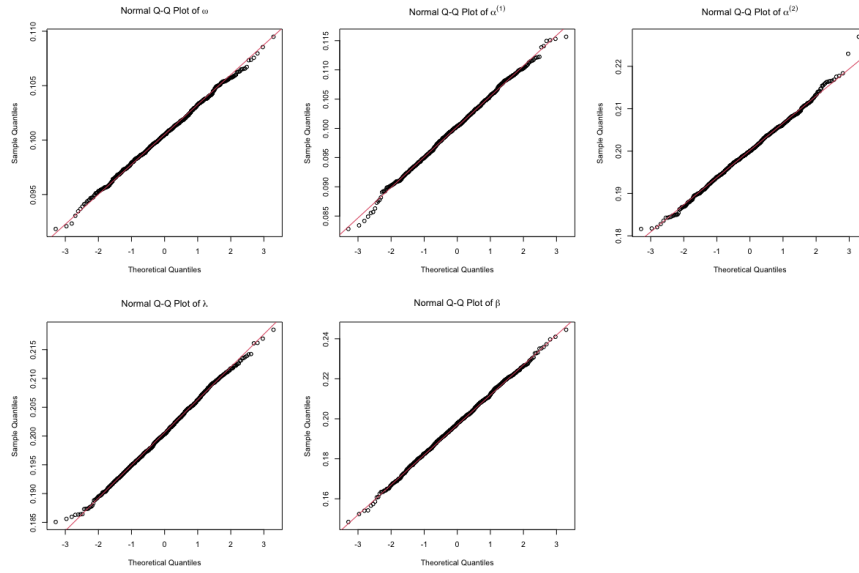 Normal Q-Q Plot of ω
Sample Quantiles
0.095 0.100 0.105 0.110
-3 -2 -1 0 1 2 3
Theoretical Quantiles
Normal Q-Q Plot of α(1)
Sample Quantiles
0.085 0.090 0.095 0.100 0.105 0.110 0.115
-3 -2 -1 0 1 2 3
Theoretical Quantiles
Normal Q-Q Plot of α(2)
Sample Quantiles
0.18 0.19 0.20 0.21 0.22
-3 -2 -1 0 1 2 3
Theoretical Quantiles
Normal Q-Q Plot of λ
Sample Quantiles
0.185 0.190 0.195 0.200 0.205 0.210 0.215
-3 -2 -1 0 1 2 3
Theoretical Quantiles
Normal Q-Q Plot of β
Sample Quantiles
0.16 0.18 0.20 0.22 0.24
-3 -2 -1 0 1 2 3
Theoretical Quantiles